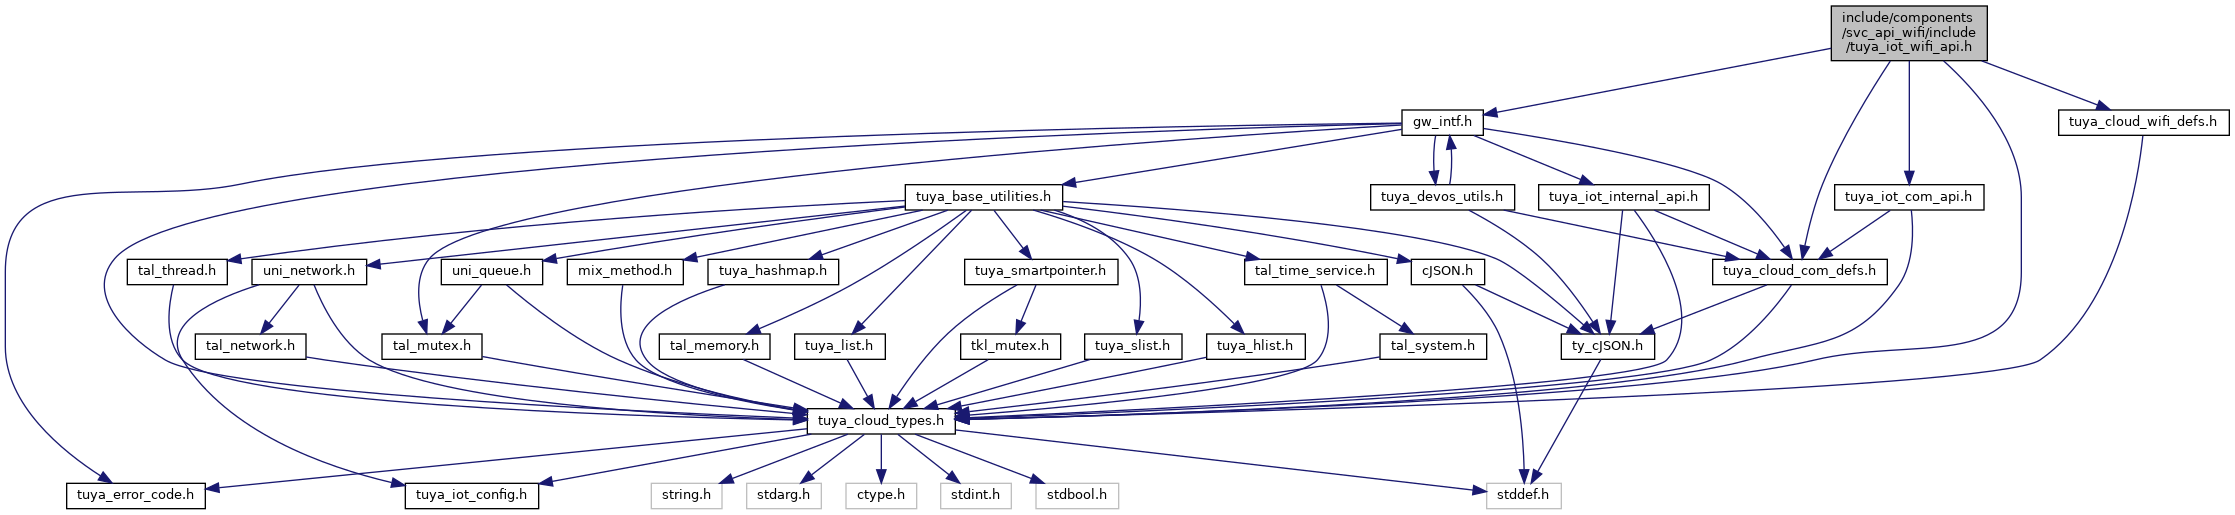 include/components
/svc_api_wifi/include
/tuya_iot_wifi_api.h
gw_intf.h
tuya_cloud_wifi_defs.h
tuya_base_utilities.h
tuya_devos_utils.h
tuya_iot_internal_api.h
tuya_iot_com_api.h
tal_thread.h
uni_network.h
uni_queue.h
mix_method.h
tuya_hashmap.h
tuya_smartpointer.h
tal_time_service.h
cJSON.h
tuya_cloud_com_defs.h
tal_network.h
tal_mutex.h
tal_memory.h
tuya_list.h
tkl_mutex.h
tuya_slist.h
tuya_hlist.h
tal_system.h
ty_cJSON.h
tuya_cloud_types.h
tuya_error_code.h
tuya_iot_config.h
string.h
stdarg.h
ctype.h
stdint.h
stdbool.h
stddef.h